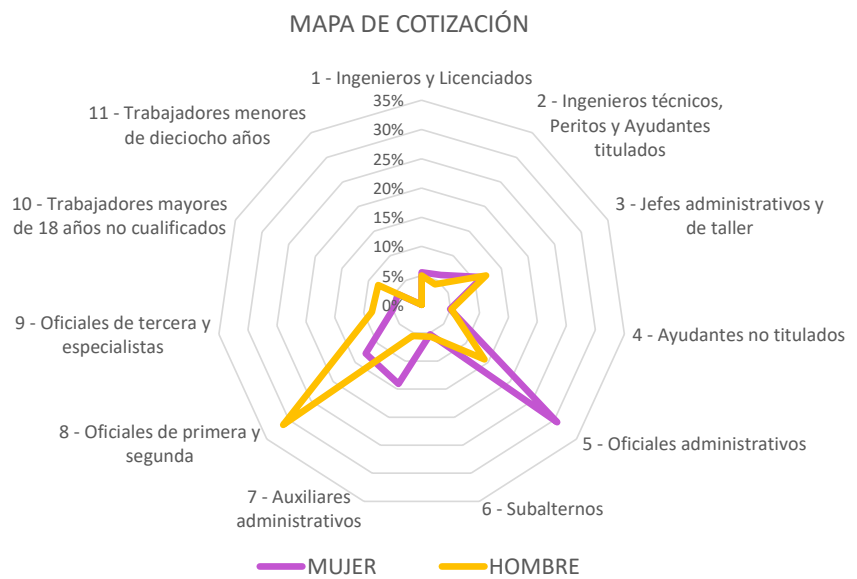 MAPA DE COTIZACIÓN
1 - Ingenieros y Licenciados
2 - Ingenieros técnicos,
Peritos y Ayudantes
titulados
3 - Jefes administrativos y
de taller
4 - Ayudantes no titulados
5 - Oficiales administrativos
6 - Subalternos
7 - Auxiliares
administrativos
8 - Oficiales de primera y
segunda
9 - Oficiales de tercera y
especialistas
10 - Trabajadores mayores
de 18 años no cualificados
11 - Trabajadores menores
de dieciocho años
35%
30%
25%
20%
15%
10%
5%
0%
MUJER
HOMBRE